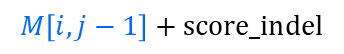 M[i, j − 1] + score_indel